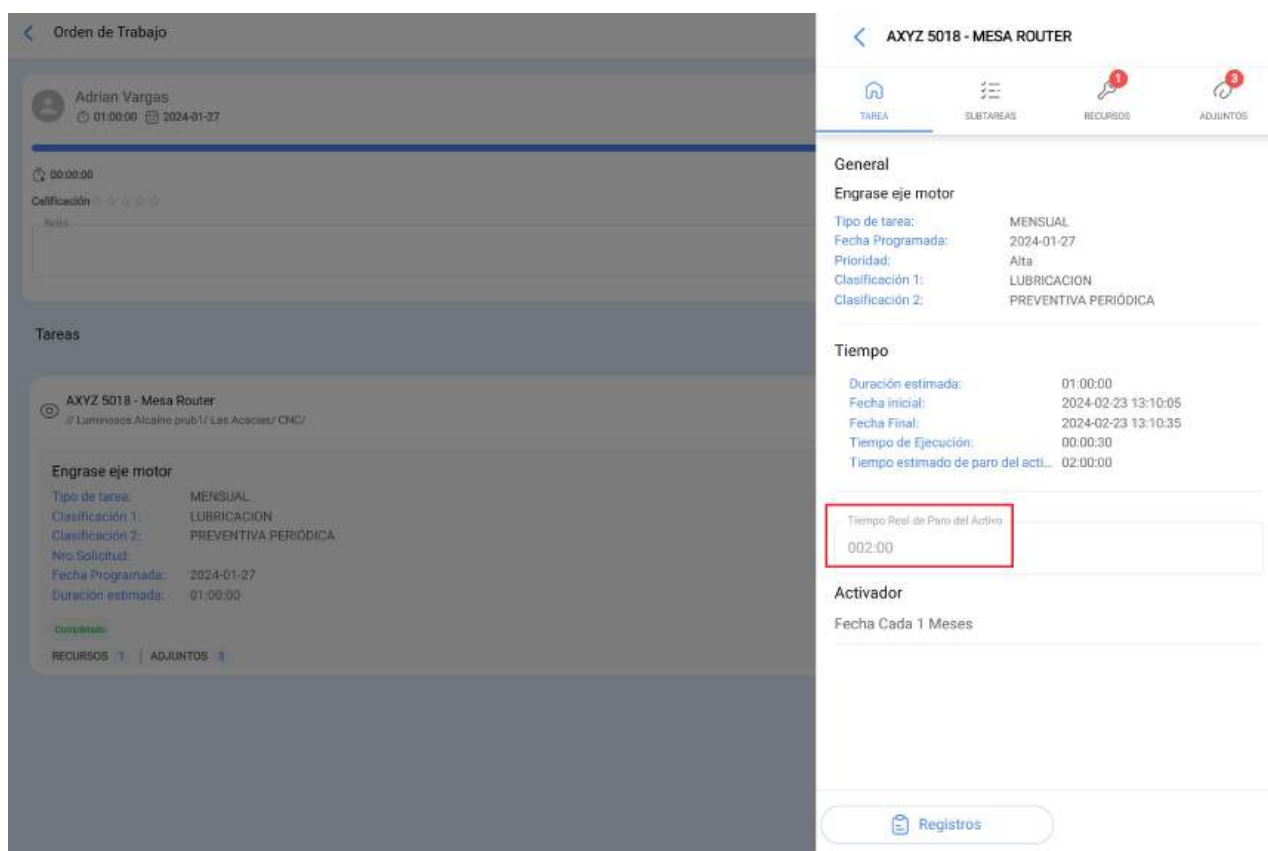 Orden de Trabajo
Adrian Vargas
01:00:00 2024-01-27
00:00:00
Calificación
Nota
Tareas
AXYZ 5018 - Mesa Router
// Luminosos Alcaine prub1/ Las Acacias/ CNC/
Engrase eje motor
Tipo de tarea: MENSUAL
Clasificación 1: LUBRICACION
Clasificación 2: PREVENTIVA PERIÓDICA
Nro Solicitud:
Fecha Programada: 2024-01-27
Duración estimada: 01:00:00
Completado
RECURSOS 1 | ADJUNTOS 3
AXYZ 5018 - MESA ROUTER
1 3
TAREA SUBTAREAS RECURSOS ADJUNTOS
General
Engrase eje motor
Tipo de tarea: MENSUAL
Fecha Programada: 2024-01-27
Prioridad: Alta
Clasificación 1: LUBRICACION
Clasificación 2: PREVENTIVA PERIÓDICA
Tiempo
Duración estimada: 01:00:00
Fecha inicial: 2024-02-23 13:10:05
Fecha Final: 2024-02-23 13:10:35
Tiempo de Ejecución: 00:00:30
Tiempo estimado de paro del acti... 02:00:00
Tiempo Real de Paro del Activo
002:00
Activador
Fecha Cada 1 Meses
Registros